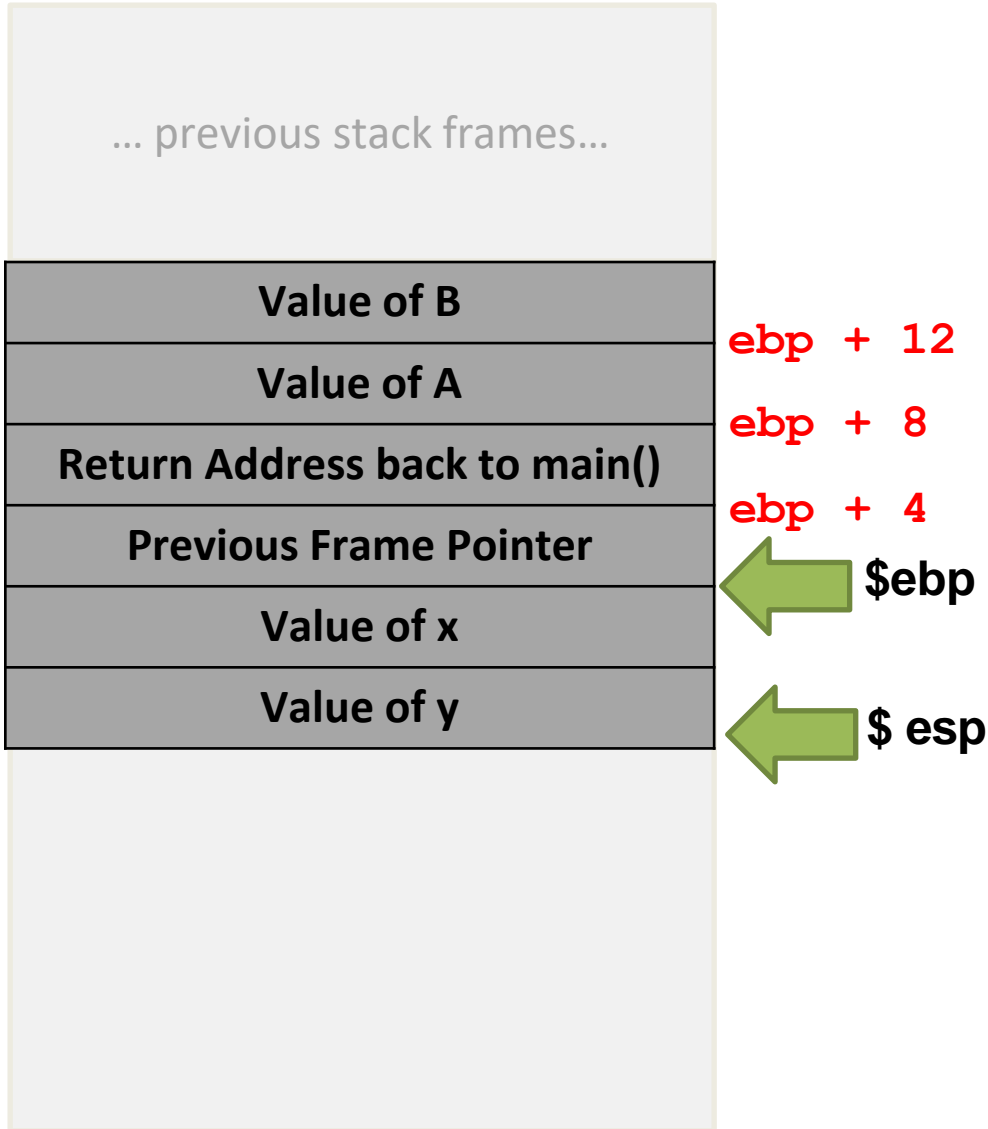 ... previous stack frames...
Value of B
ebp + 12
Value of A
ebp + 8
Return Address back to main()
ebp + 4
Previous Frame Pointer
$ebp
Value of x
Value of y
$ esp